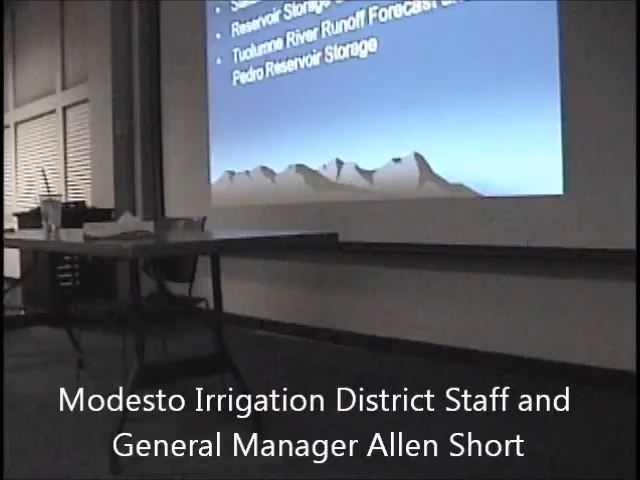 Reservoir Storage
Tuolumne River Runoff Forecast
Pedro Reservoir Storage
Modesto Irrigation District Staff and
General Manager Allen Short